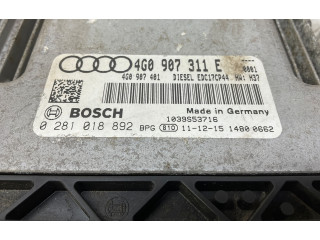 4G0 907 311 E 0001
4G0 907 401 DIESEL EDC17CP44 HW: H37
BOSCH Made in Germany
1039S53716
0 281 018 892 BPG 810 11-12-15 1480 0662